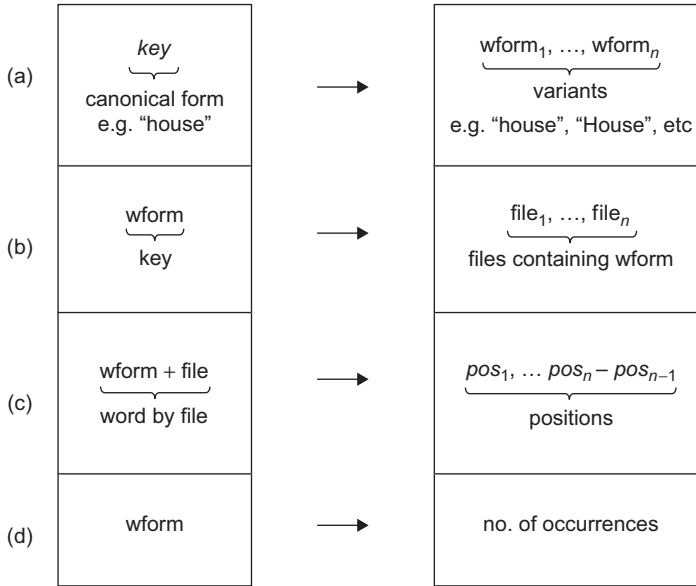 (a)
key
canonical form
e.g. “house”
wform₁, …, wformₙ
variants
e.g. “house”, “House”, etc
(b)
wform
key
file₁, …, fileₙ
files containing wform
(c)
wform + file
word by file
pos₁, … posₙ – posₙ₋₁
positions
(d)
wform
no. of occurrences